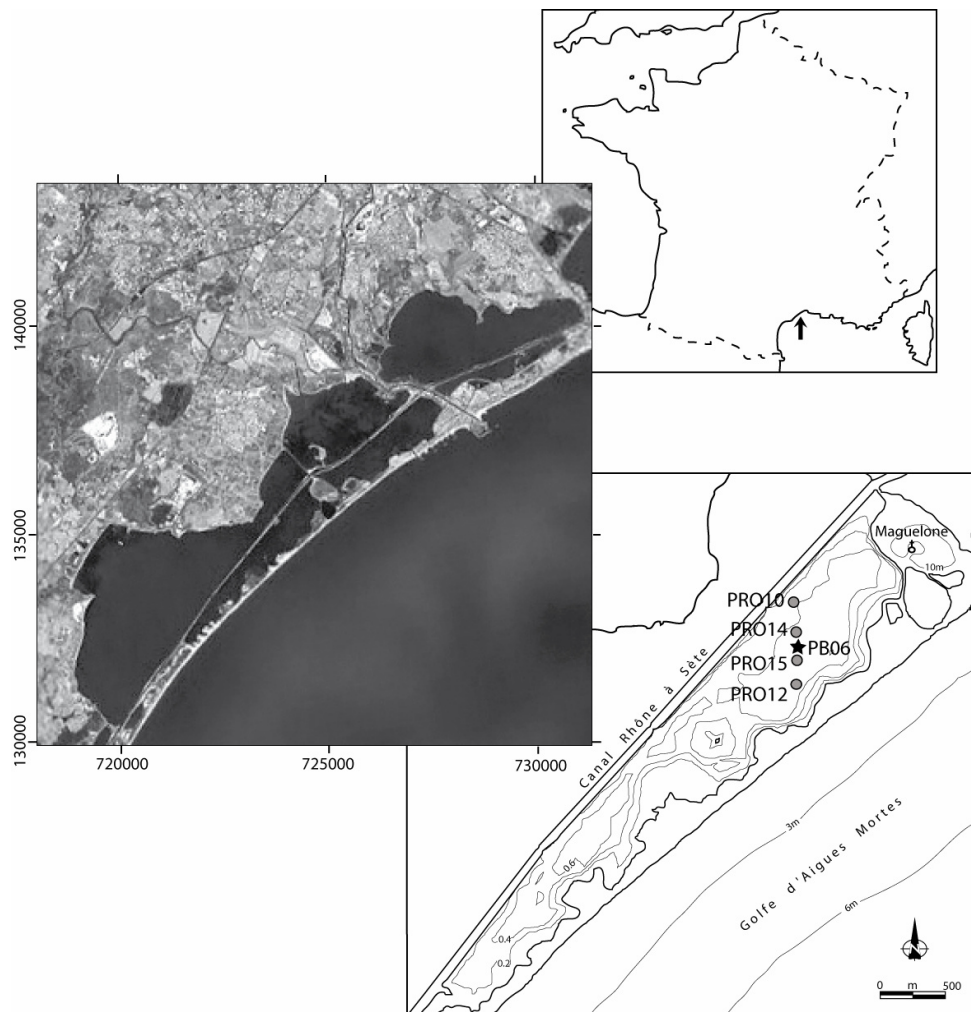 140000
135000
130000
720000
725000
730000
Maguelone
10m
PRO10
PRO14
PB06
PRO15
PRO12
Canal Rhône à Sète
0.6
0.4
0.2
3m
6m
Golfe d'Aigues Mortes
N
0 m 500